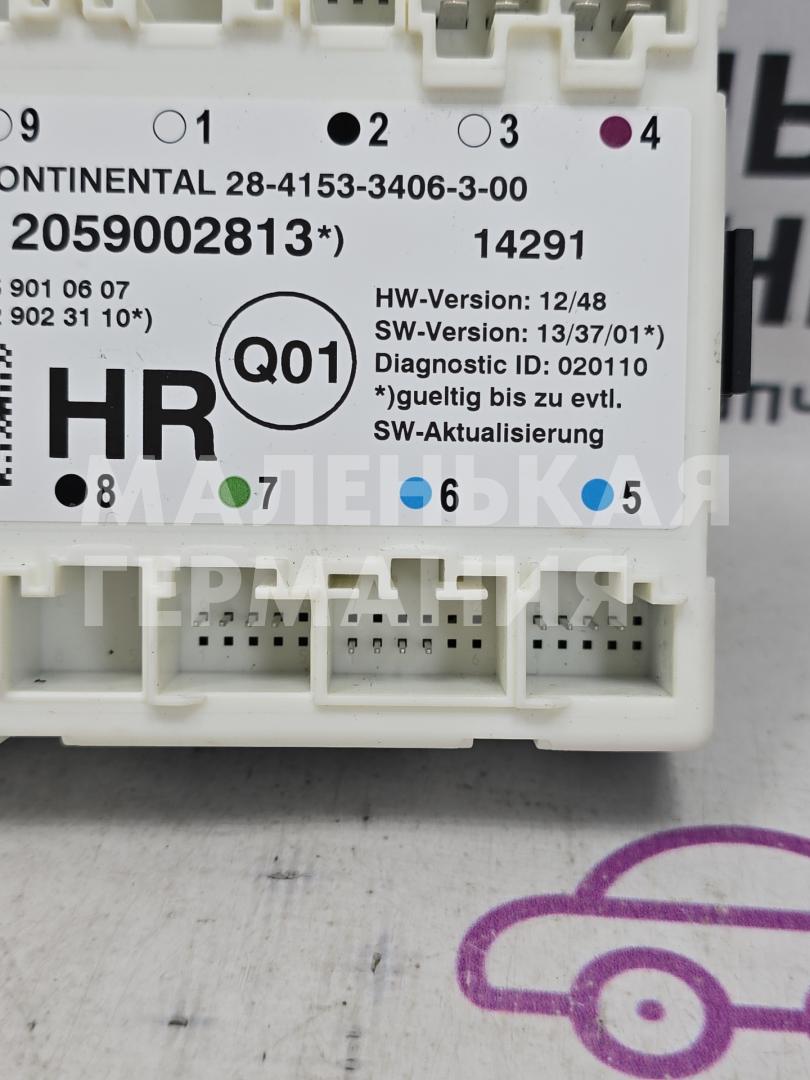 9 1 2 3 4
ONTINENTAL 28-4153-3406-3-00
2059002813*) 14291
901 06 07
902 31 10*)
HW-Version: 12/48
SW-Version: 13/37/01*)
Diagnostic ID: 020110
*)gueltig bis zu evtl.
SW-Aktualisierung
Q01
HR
8 7 6 5
МАЛЕНЬКАЯ
ГЕРМАНИЯ